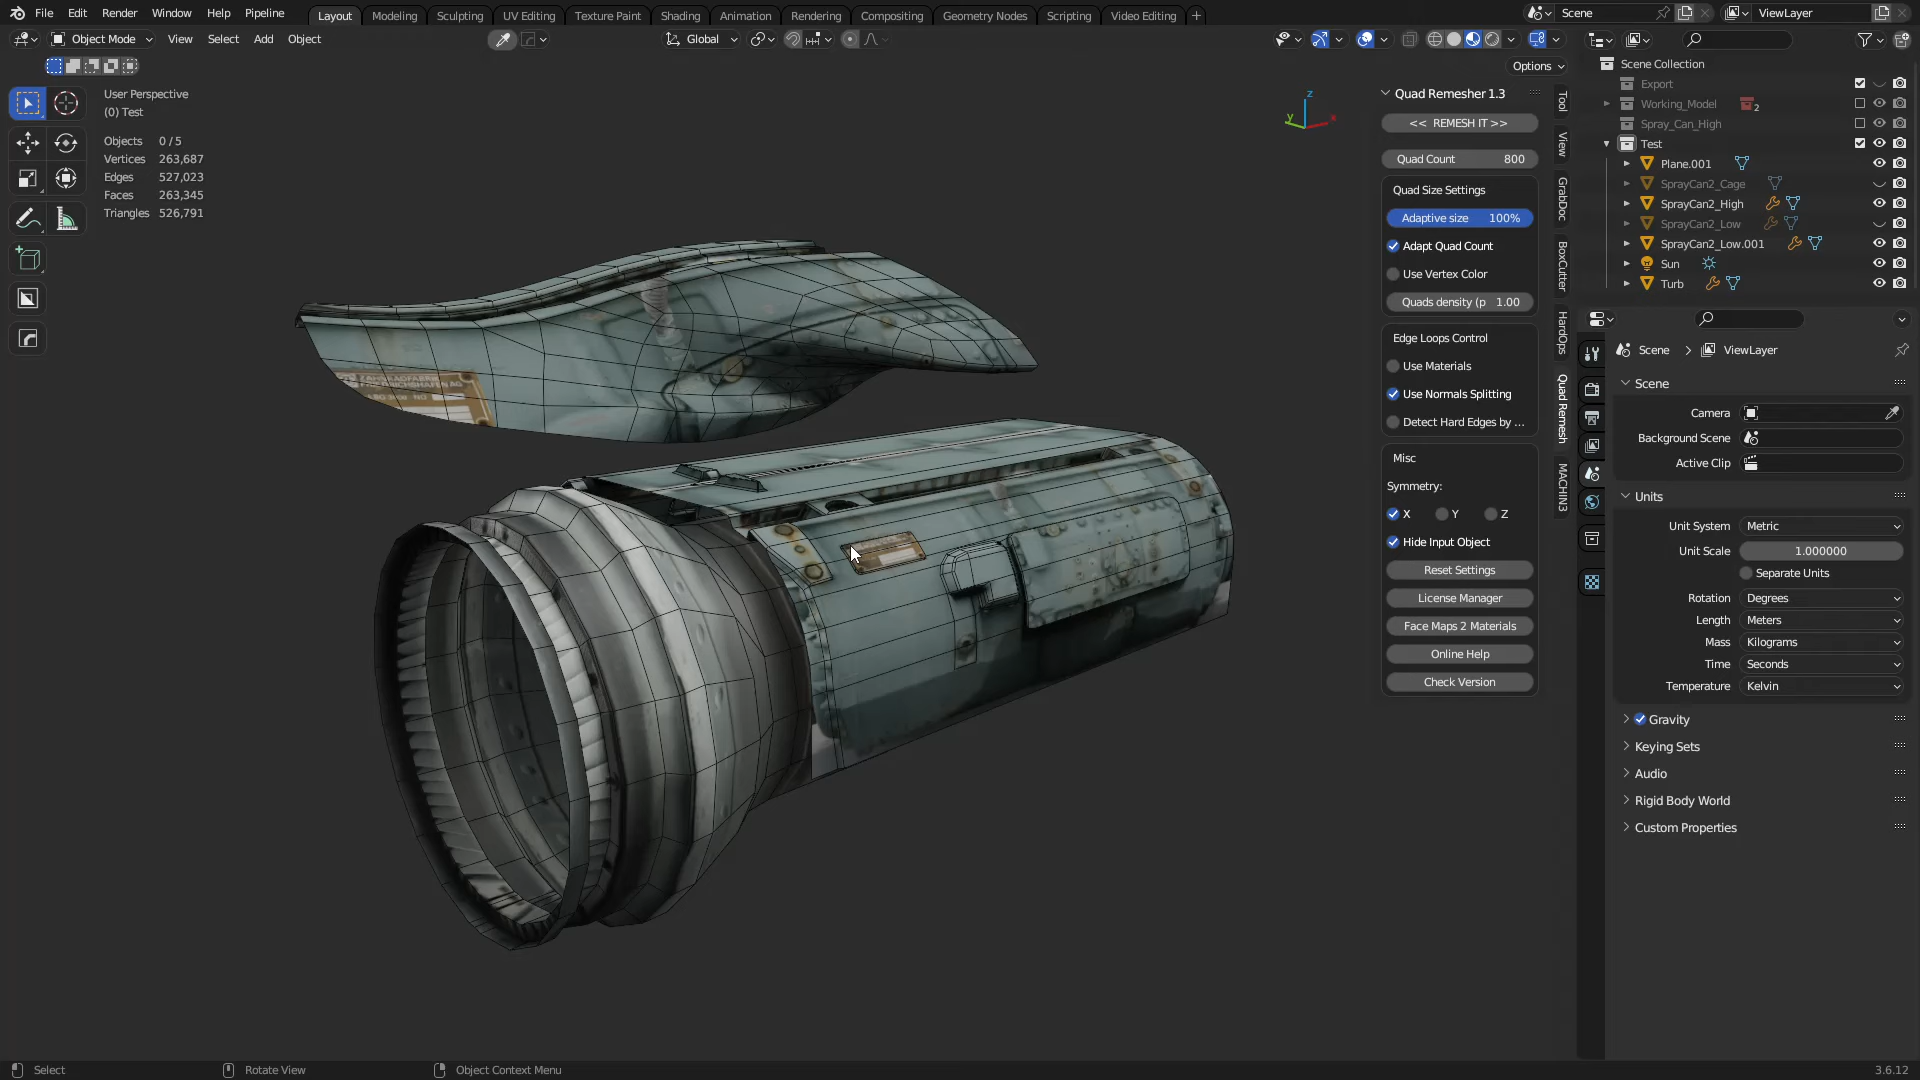 File Edit Render Window Help Pipeline Layout Modeling Sculpting UV Editing Texture Paint Shading Animation Rendering Compositing Geometry Nodes Scripting Video Editing + Scene ViewLayer
Object Mode View Select Add Object Global
Options
User Perspective
(0) Test
Objects 0 / 5
Vertices 263,687
Edges 527,023
Faces 263,345
Triangles 526,791
ZAHNRADFABRIK
FRIEDRICHSHAFEN AG
Z
Y
X
Quad Remesher 1.3
<< REMESH IT >>
Quad Count 800
Quad Size Settings
Adaptive size 100%
Adapt Quad Count
Use Vertex Color
Quads density (p 1.00
Edge Loops Control
Use Materials
Use Normals Splitting
Detect Hard Edges by ...
Misc
Symmetry:
X Y Z
Hide Input Object
Reset Settings
License Manager
Face Maps 2 Materials
Online Help
Check Version
Tool
View
GrabDoc
BoxCutter
HardOps
Quad Remesh
MACHIN3
Scene Collection
Export
Working_Model 2
Spray_Can_High
Test
Plane.001
SprayCan2_Cage
SprayCan2_High
SprayCan2_Low
SprayCan2_Low.001
Sun
Turb
Scene > ViewLayer
Scene
Camera
Background Scene
Active Clip
Units
Unit System Metric
Unit Scale 1.000000
Separate Units
Rotation Degrees
Length Meters
Mass Kilograms
Time Seconds
Temperature Kelvin
Gravity
Keying Sets
Audio
Rigid Body World
Custom Properties
Select Rotate View Object Context Menu 3.6.12